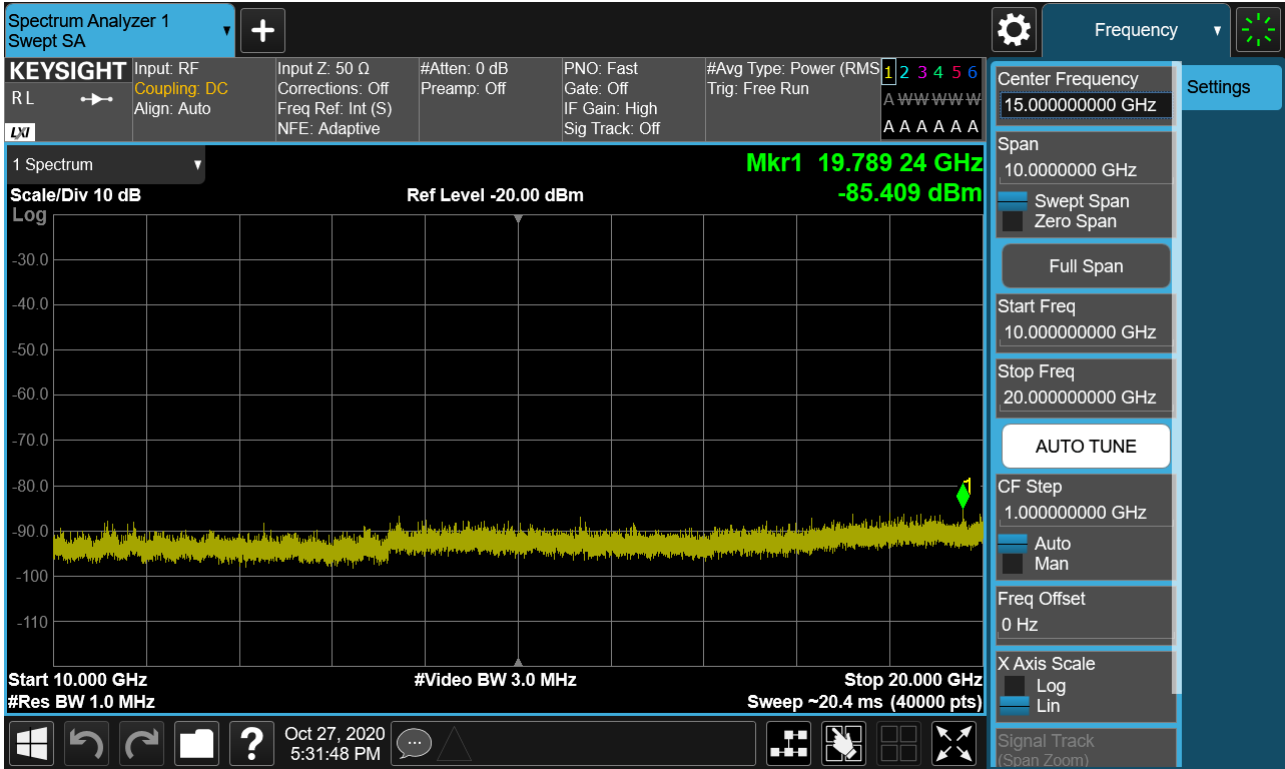 Spectrum Analyzer 1
Swept SA
Frequency
KEYSIGHT
R L
LXI
Input: RF
Coupling: DC
Align: Auto
Input Z: 50 Ω
Corrections: Off
Freq Ref: Int (S)
NFE: Adaptive
#Atten: 0 dB
Preamp: Off
PNO: Fast
Gate: Off
IF Gain: High
Sig Track: Off
#Avg Type: Power (RMS
Trig: Free Run
1 2 3 4 5 6
A W W W W W
A A A A A A
1 Spectrum
Scale/Div 10 dB
Log
Ref Level -20.00 dBm
Mkr1 19.789 24 GHz
-85.409 dBm
-30.0
-40.0
-50.0
-60.0
-70.0
-80.0
1
-90.0
-100
-110
Start 10.000 GHz
#Video BW 3.0 MHz
Stop 20.000 GHz
#Res BW 1.0 MHz
Sweep ~20.4 ms (40000 pts)
Center Frequency
15.000000000 GHz
Span
10.0000000 GHz
Swept Span
Zero Span
Full Span
Start Freq
10.000000000 GHz
Stop Freq
20.000000000 GHz
AUTO TUNE
CF Step
1.000000000 GHz
Auto
Man
Freq Offset
0 Hz
X Axis Scale
Log
Lin
Signal Track
(Span Zoom)
Settings
?
Oct 27, 2020
5:31:48 PM